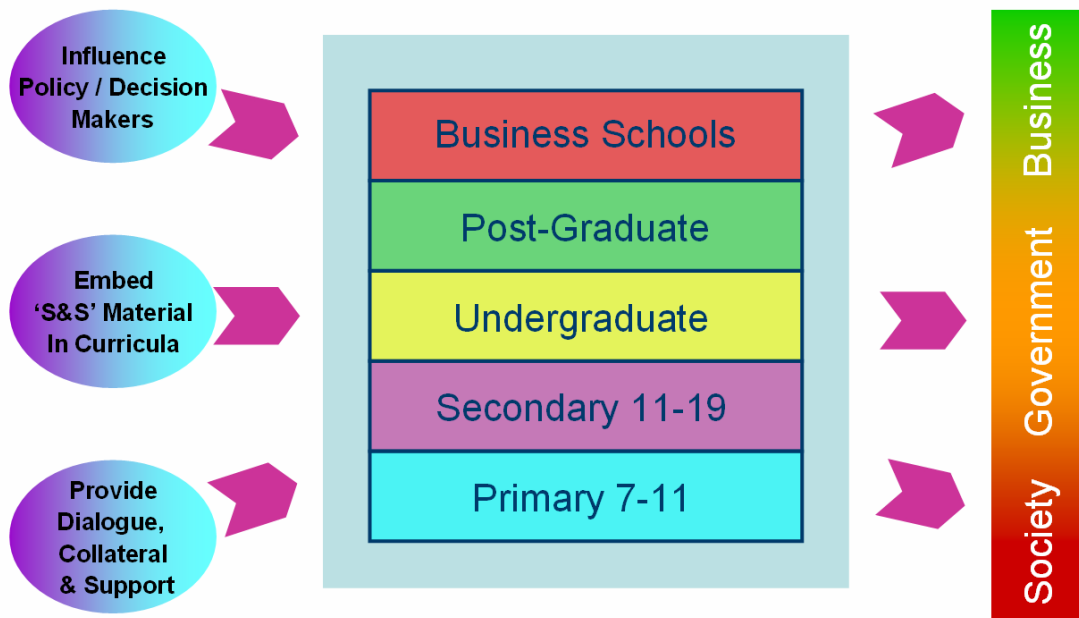 Influence
Policy / Decision
Makers
Embed
‘S&S’ Material
In Curricula
Provide
Dialogue,
Collateral
& Support
Business Schools
Post-Graduate
Undergraduate
Secondary 11-19
Primary 7-11
Business
Government
Society